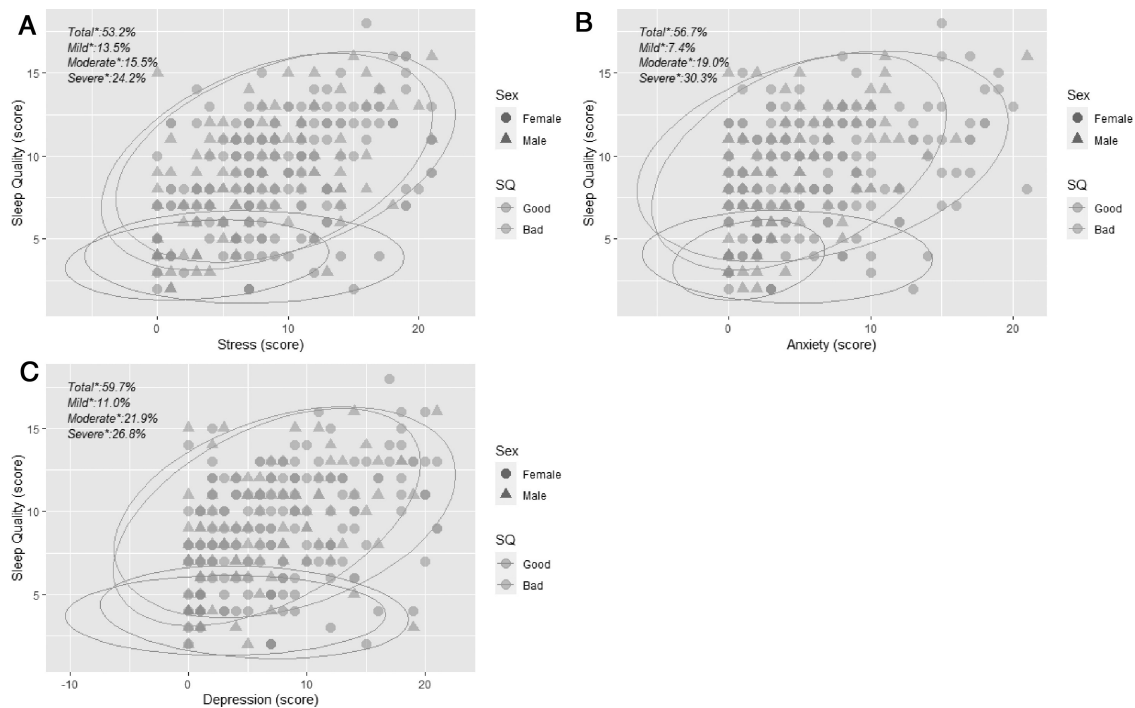 A
Total*:53.2%
Mild*:13.5%
Moderate*:15.5%
Severe*:24.2%
15
10
5
0
10
20
Sleep Quality (score)
Stress (score)
Sex
Female
Male
SQ
Good
Bad
B
Total*:56.7%
Mild*:7.4%
Moderate*:19.0%
Severe*:30.3%
15
10
5
0
10
20
Sleep Quality (score)
Anxiety (score)
Sex
Female
Male
SQ
Good
Bad
C
Total*:59.7%
Mild*:11.0%
Moderate*:21.9%
Severe*:26.8%
15
10
5
-10
0
10
20
Sleep Quality (score)
Depression (score)
Sex
Female
Male
SQ
Good
Bad